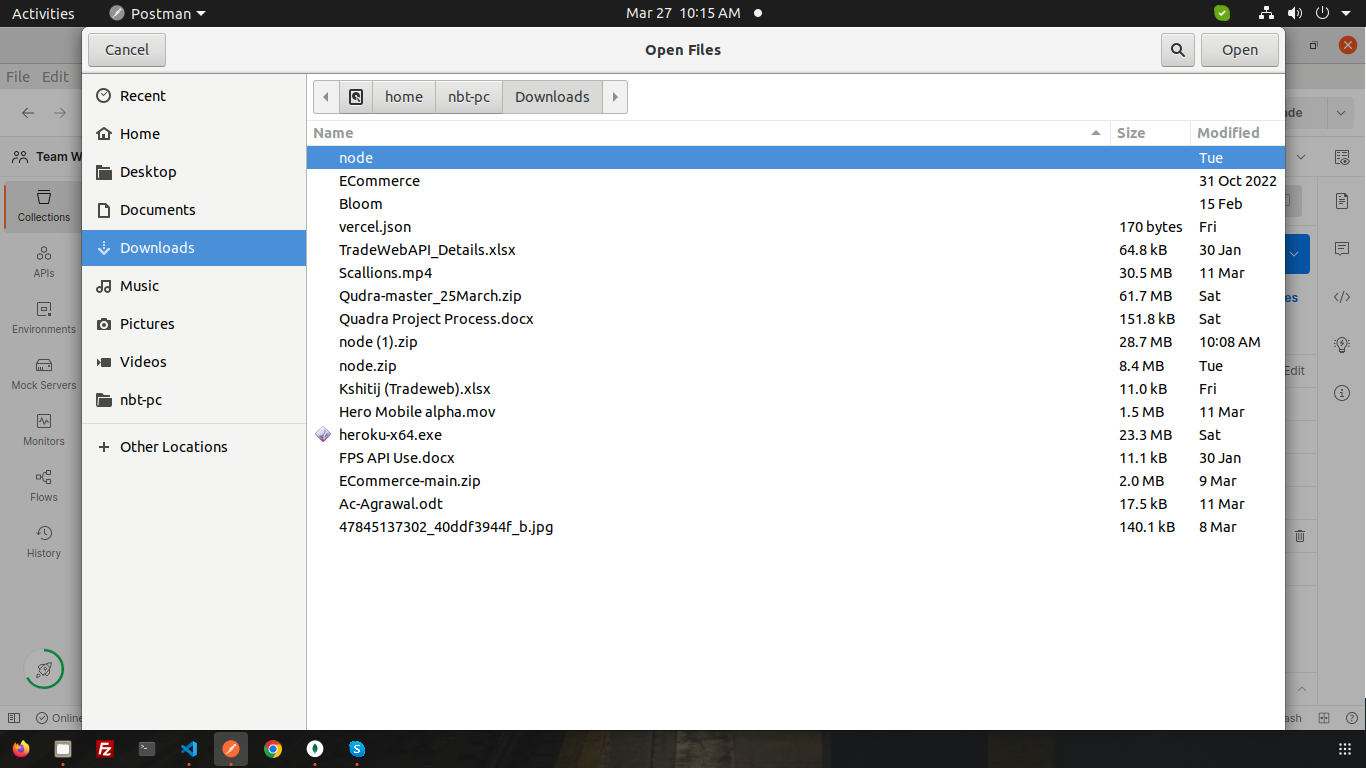 Activities Postman Mar 27 10:15 AM
Cancel Open Files Open
File Edit
Recent
Home
Desktop
Documents
Downloads
Music
Pictures
Videos
nbt-pc
Other Locations
home nbt-pc Downloads
Name Size Modified
node Tue
ECommerce 31 Oct 2022
Bloom 15 Feb
vercel.json 170 bytes Fri
TradeWebAPI_Details.xlsx 64.8 kB 30 Jan
Scallions.mp4 30.5 MB 11 Mar
Qudra-master_25March.zip 61.7 MB Sat
Quadra Project Process.docx 151.8 kB Sat
node (1).zip 28.7 MB 10:08 AM
node.zip 8.4 MB Tue
Kshitij (Tradeweb).xlsx 11.0 kB Fri
Hero Mobile alpha.mov 1.5 MB 11 Mar
heroku-x64.exe 23.3 MB Sat
FPS API Use.docx 11.1 kB 30 Jan
ECommerce-main.zip 2.0 MB 9 Mar
Ac-Agrawal.odt 17.5 kB 11 Mar
47845137302_40ddf3944f_b.jpg 140.1 kB 8 Mar
Team W
Collections
APIs
Environments
Mock Servers
Monitors
Flows
History
Online
ade
es
Edit
ash